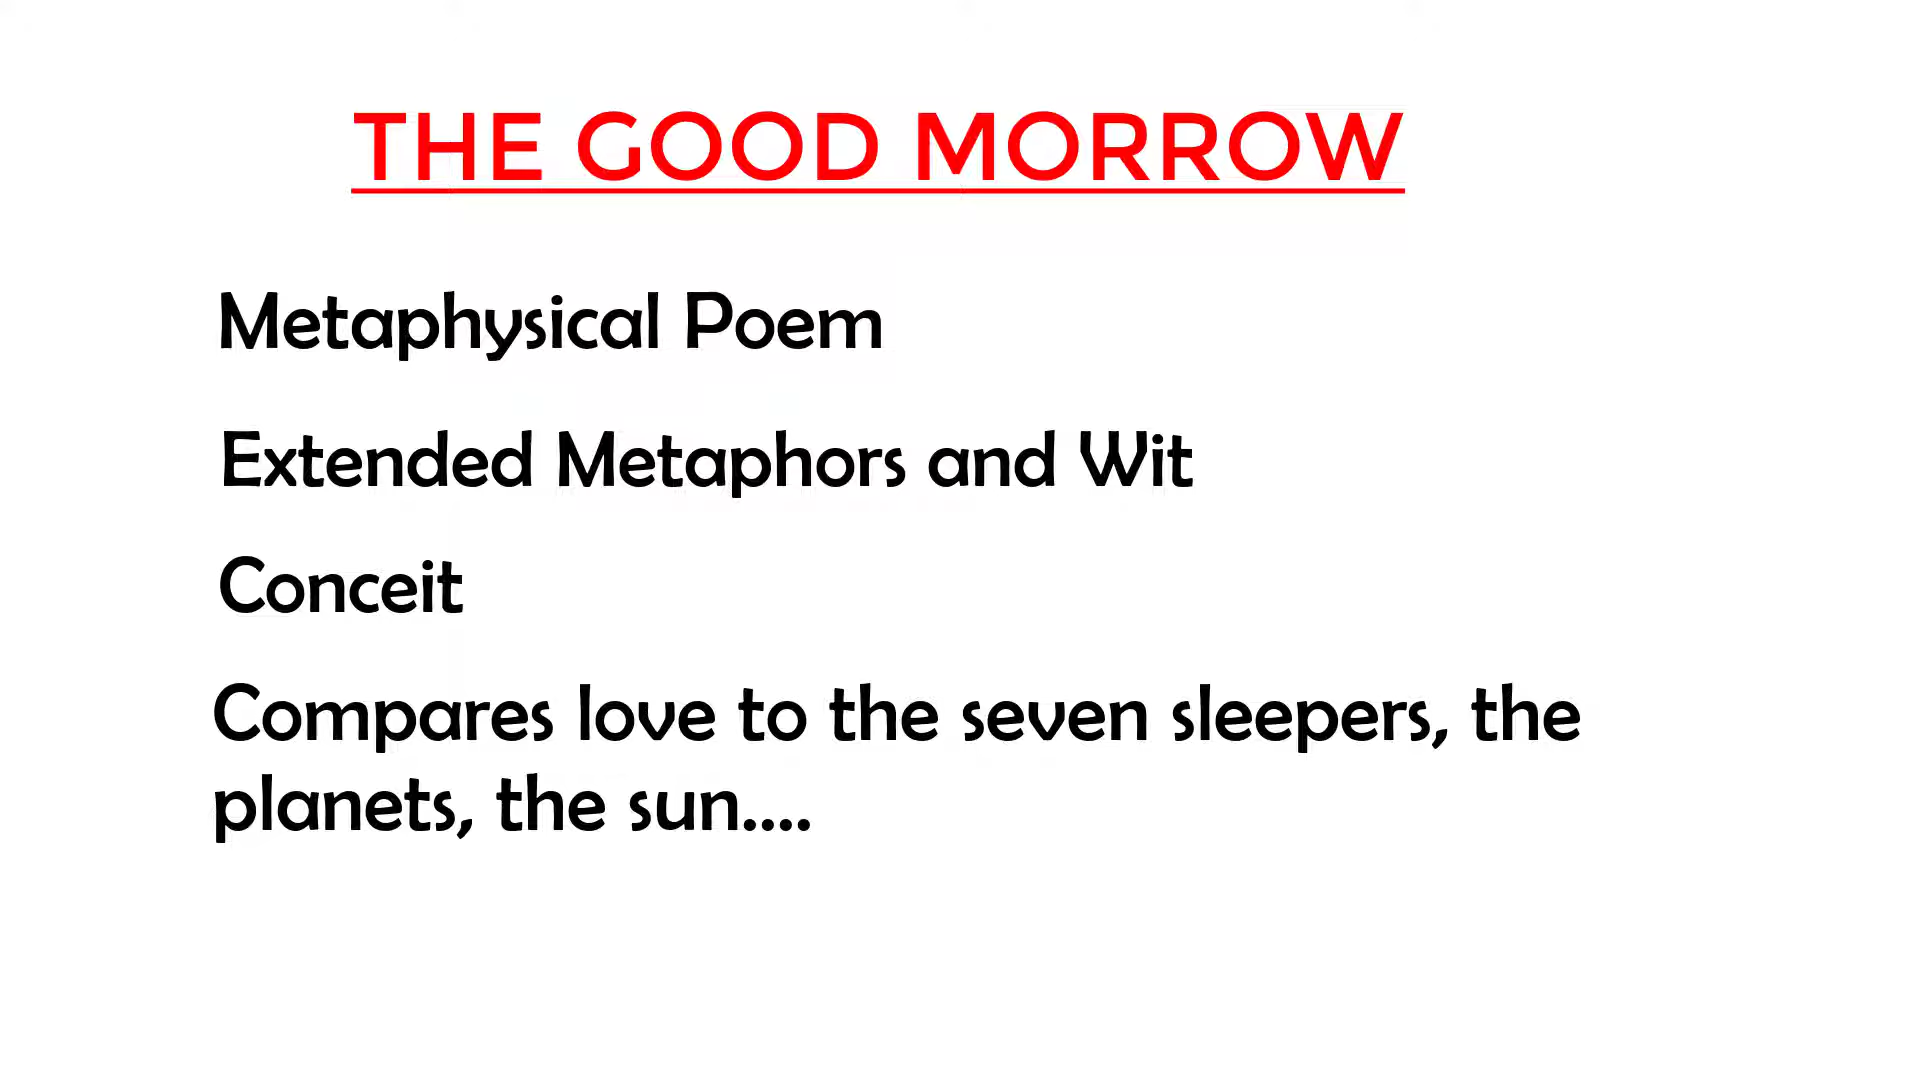 THE GOOD MORROW
Metaphysical Poem
Extended Metaphors and Wit
Conceit
Compares love to the seven sleepers, the
planets, the sun....